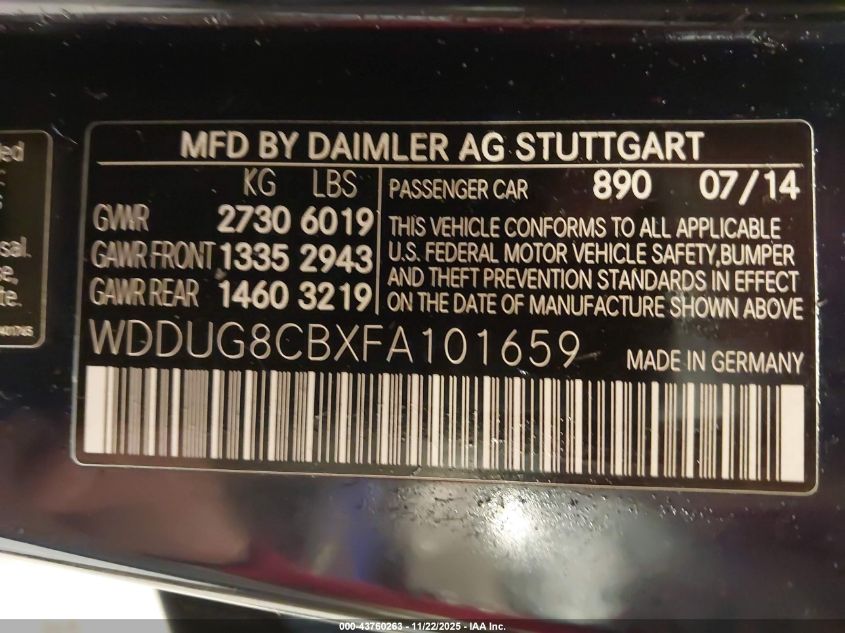 MFD BY DAIMLER AG STUTTGART
KG LBS
GVWR 2730 6019
GAWR FRONT 1335 2943
GAWR REAR 1460 3219
PASSENGER CAR 890 07/14
THIS VEHICLE CONFORMS TO ALL APPLICABLE
U.S. FEDERAL MOTOR VEHICLE SAFETY,BUMPER
AND THEFT PREVENTION STANDARDS IN EFFECT
ON THE DATE OF MANUFACTURE SHOWN ABOVE
WDDUG8CBXFA101659 MADE IN GERMANY
000-43760263 - 11/22/2025 - IAA Inc.